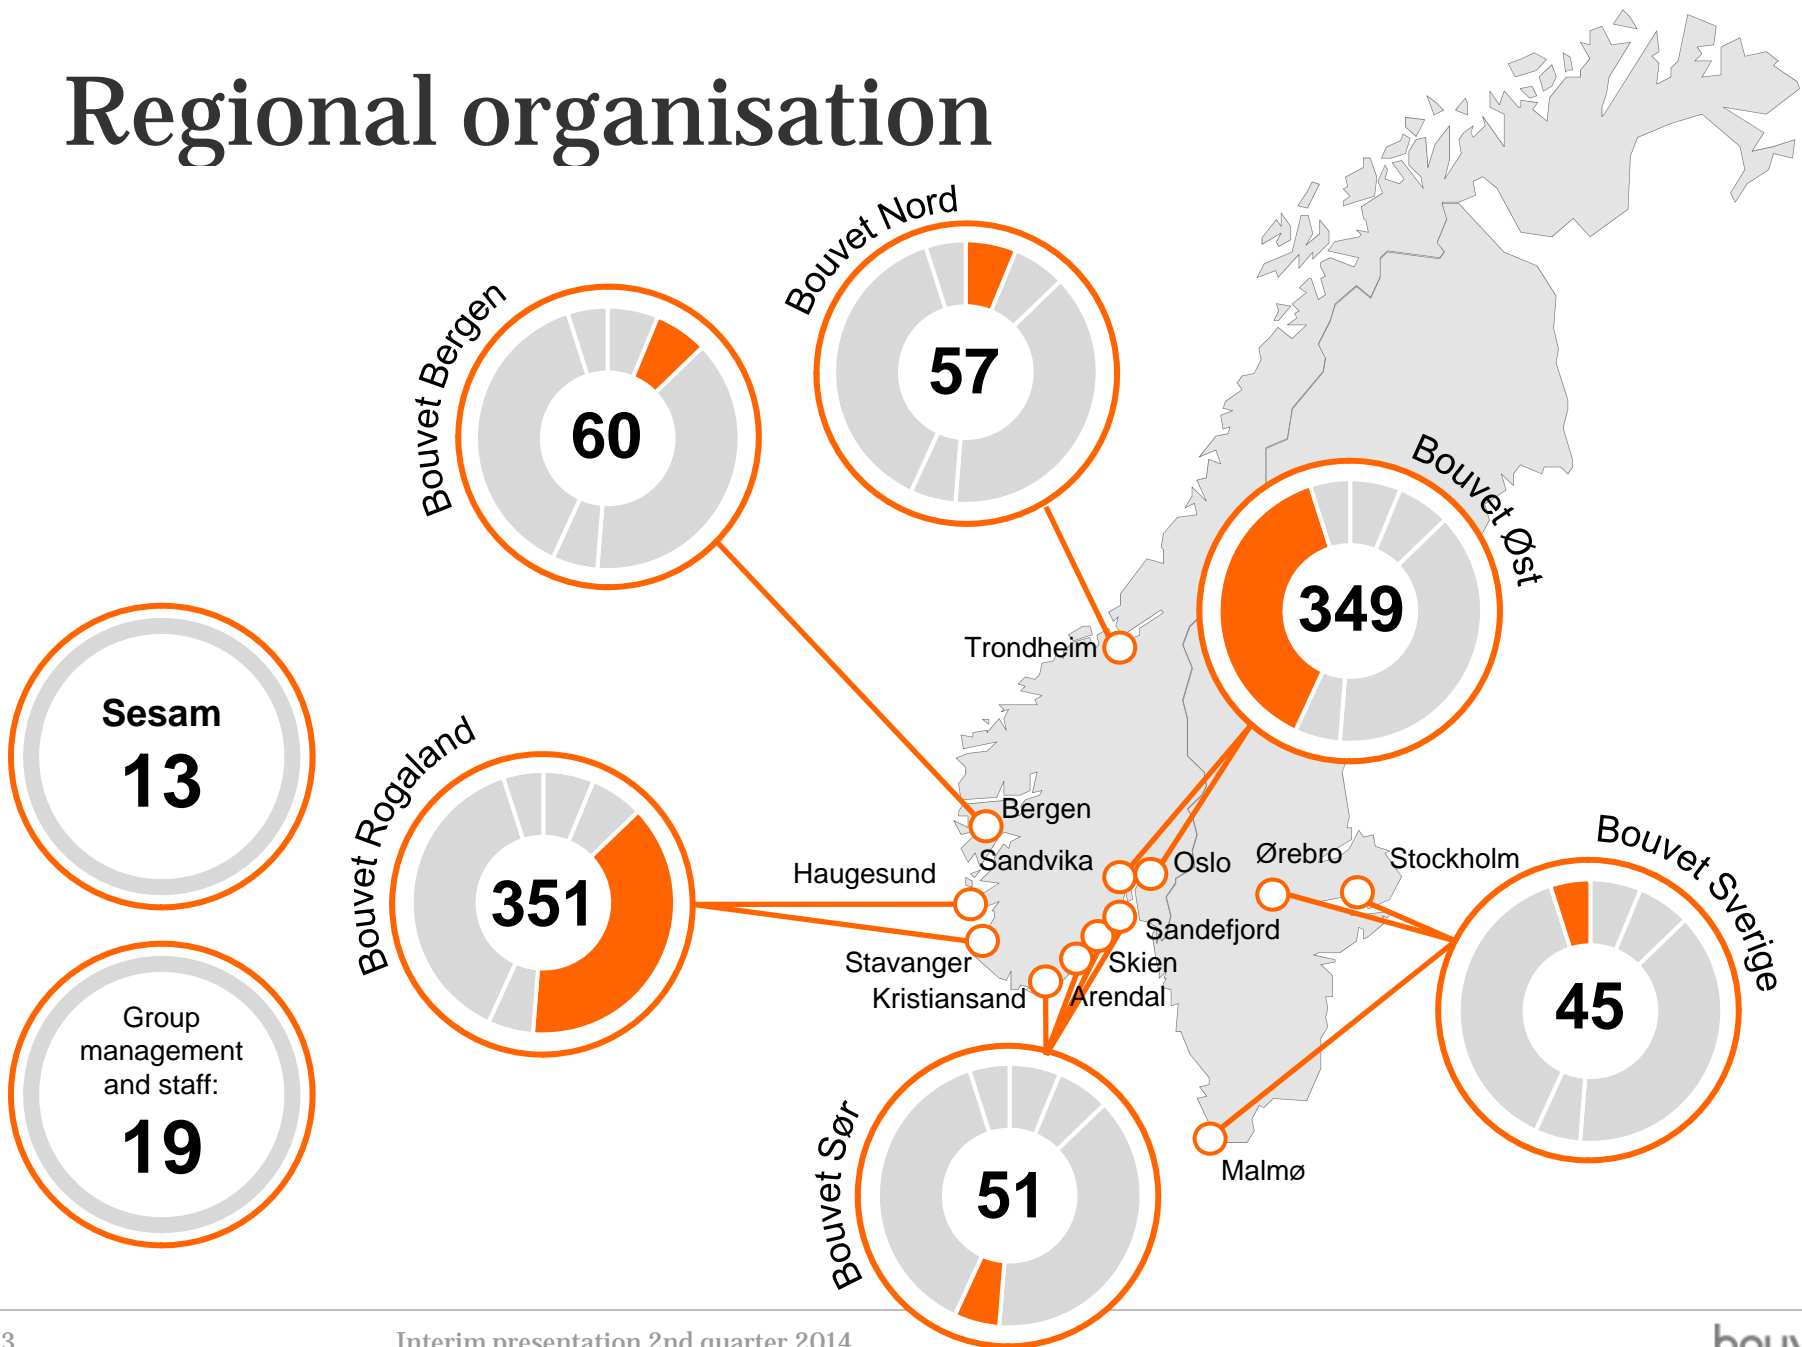 Regional organisation
Bouvet Nord
57
Bouvet Bergen
60
Bouvet Øst
349
Trondheim
Sesam
13
Bouvet Rogaland
351
Bergen
Sandvika
Oslo
Ørebro
Stockholm
Haugesund
Bouvet Sverige
45
Sandefjord
Stavanger
Skien
Kristiansand
Arendal
Group
management
and staff:
19
Bouvet Sør
51
Malmø
3
Interim presentation 2nd quarter 2014